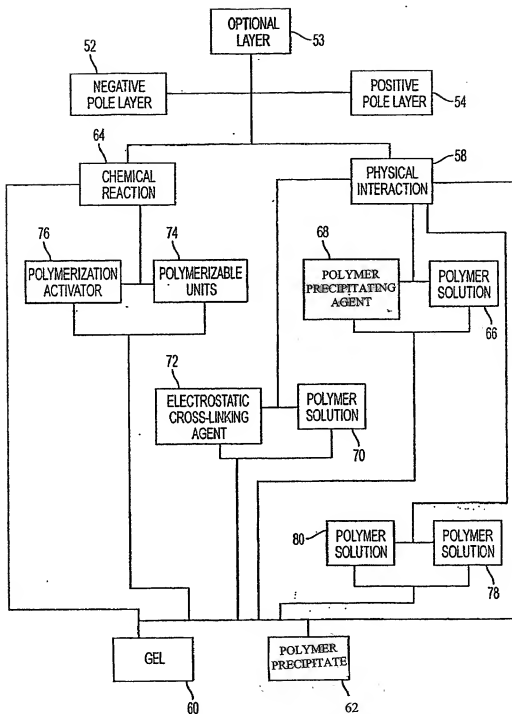 OPTIONAL
LAYER
53
52
NEGATIVE
POLE LAYER
POSITIVE
POLE LAYER
54
64
CHEMICAL
REACTION
58
PHYSICAL
INTERACTION
76
POLYMERIZATION
ACTIVATOR
74
POLYMERIZABLE
UNITS
68
POLYMER
PRECIPITATING
AGENT
POLYMER
SOLUTION
66
72
ELECTROSTATIC
CROSS-LINKING
AGENT
POLYMER
SOLUTION
70
80
POLYMER
SOLUTION
POLYMER
SOLUTION
78
GEL
60
POLYMER
PRECIPITATE
62